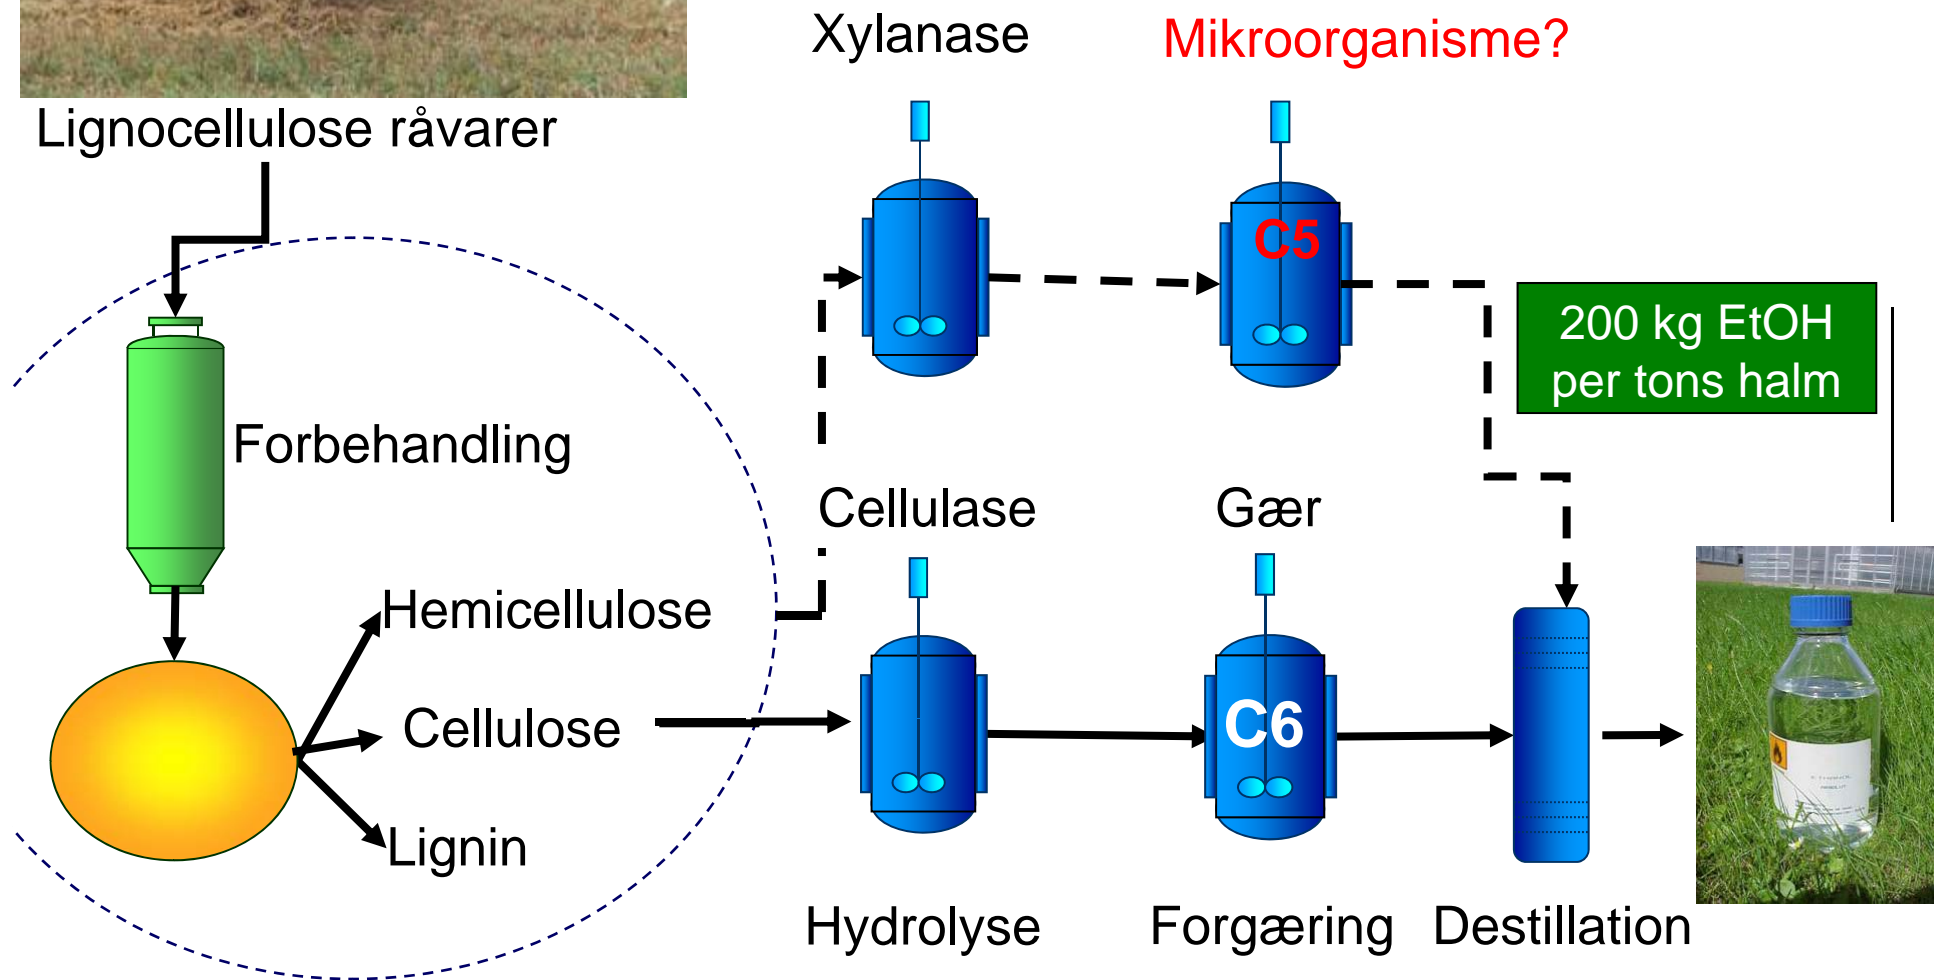 Xylanase
Mikroorganisme?
Lignocellulose råvarer
C5
200 kg EtOH
per tons halm
Forbehandling
Cellulase
Gær
Hemicellulose
Cellulose
C6
Lignin
Hydrolyse
Forgæring
Destillation